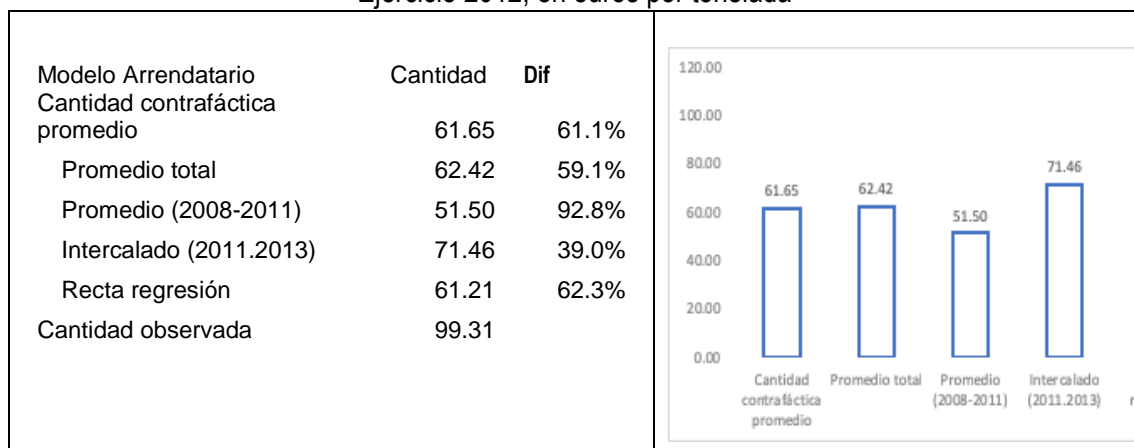 Ejercicio 2012, en euros por tonelada
Modelo Arrendatario Cantidad Dif
Cantidad contrafáctica
promedio 61.65 61.1%
Promedio total 62.42 59.1%
Promedio (2008-2011) 51.50 92.8%
Intercalado (2011.2013) 71.46 39.0%
Recta regresión 61.21 62.3%
Cantidad observada 99.31
120.00
100.00
80.00
60.00
40.00
20.00
0.00
61.65
62.42
51.50
71.46
Cantidad
contrafáctica
promedio
Promedio total
Promedio
(2008-2011)
Intercalado
(2011.2013)